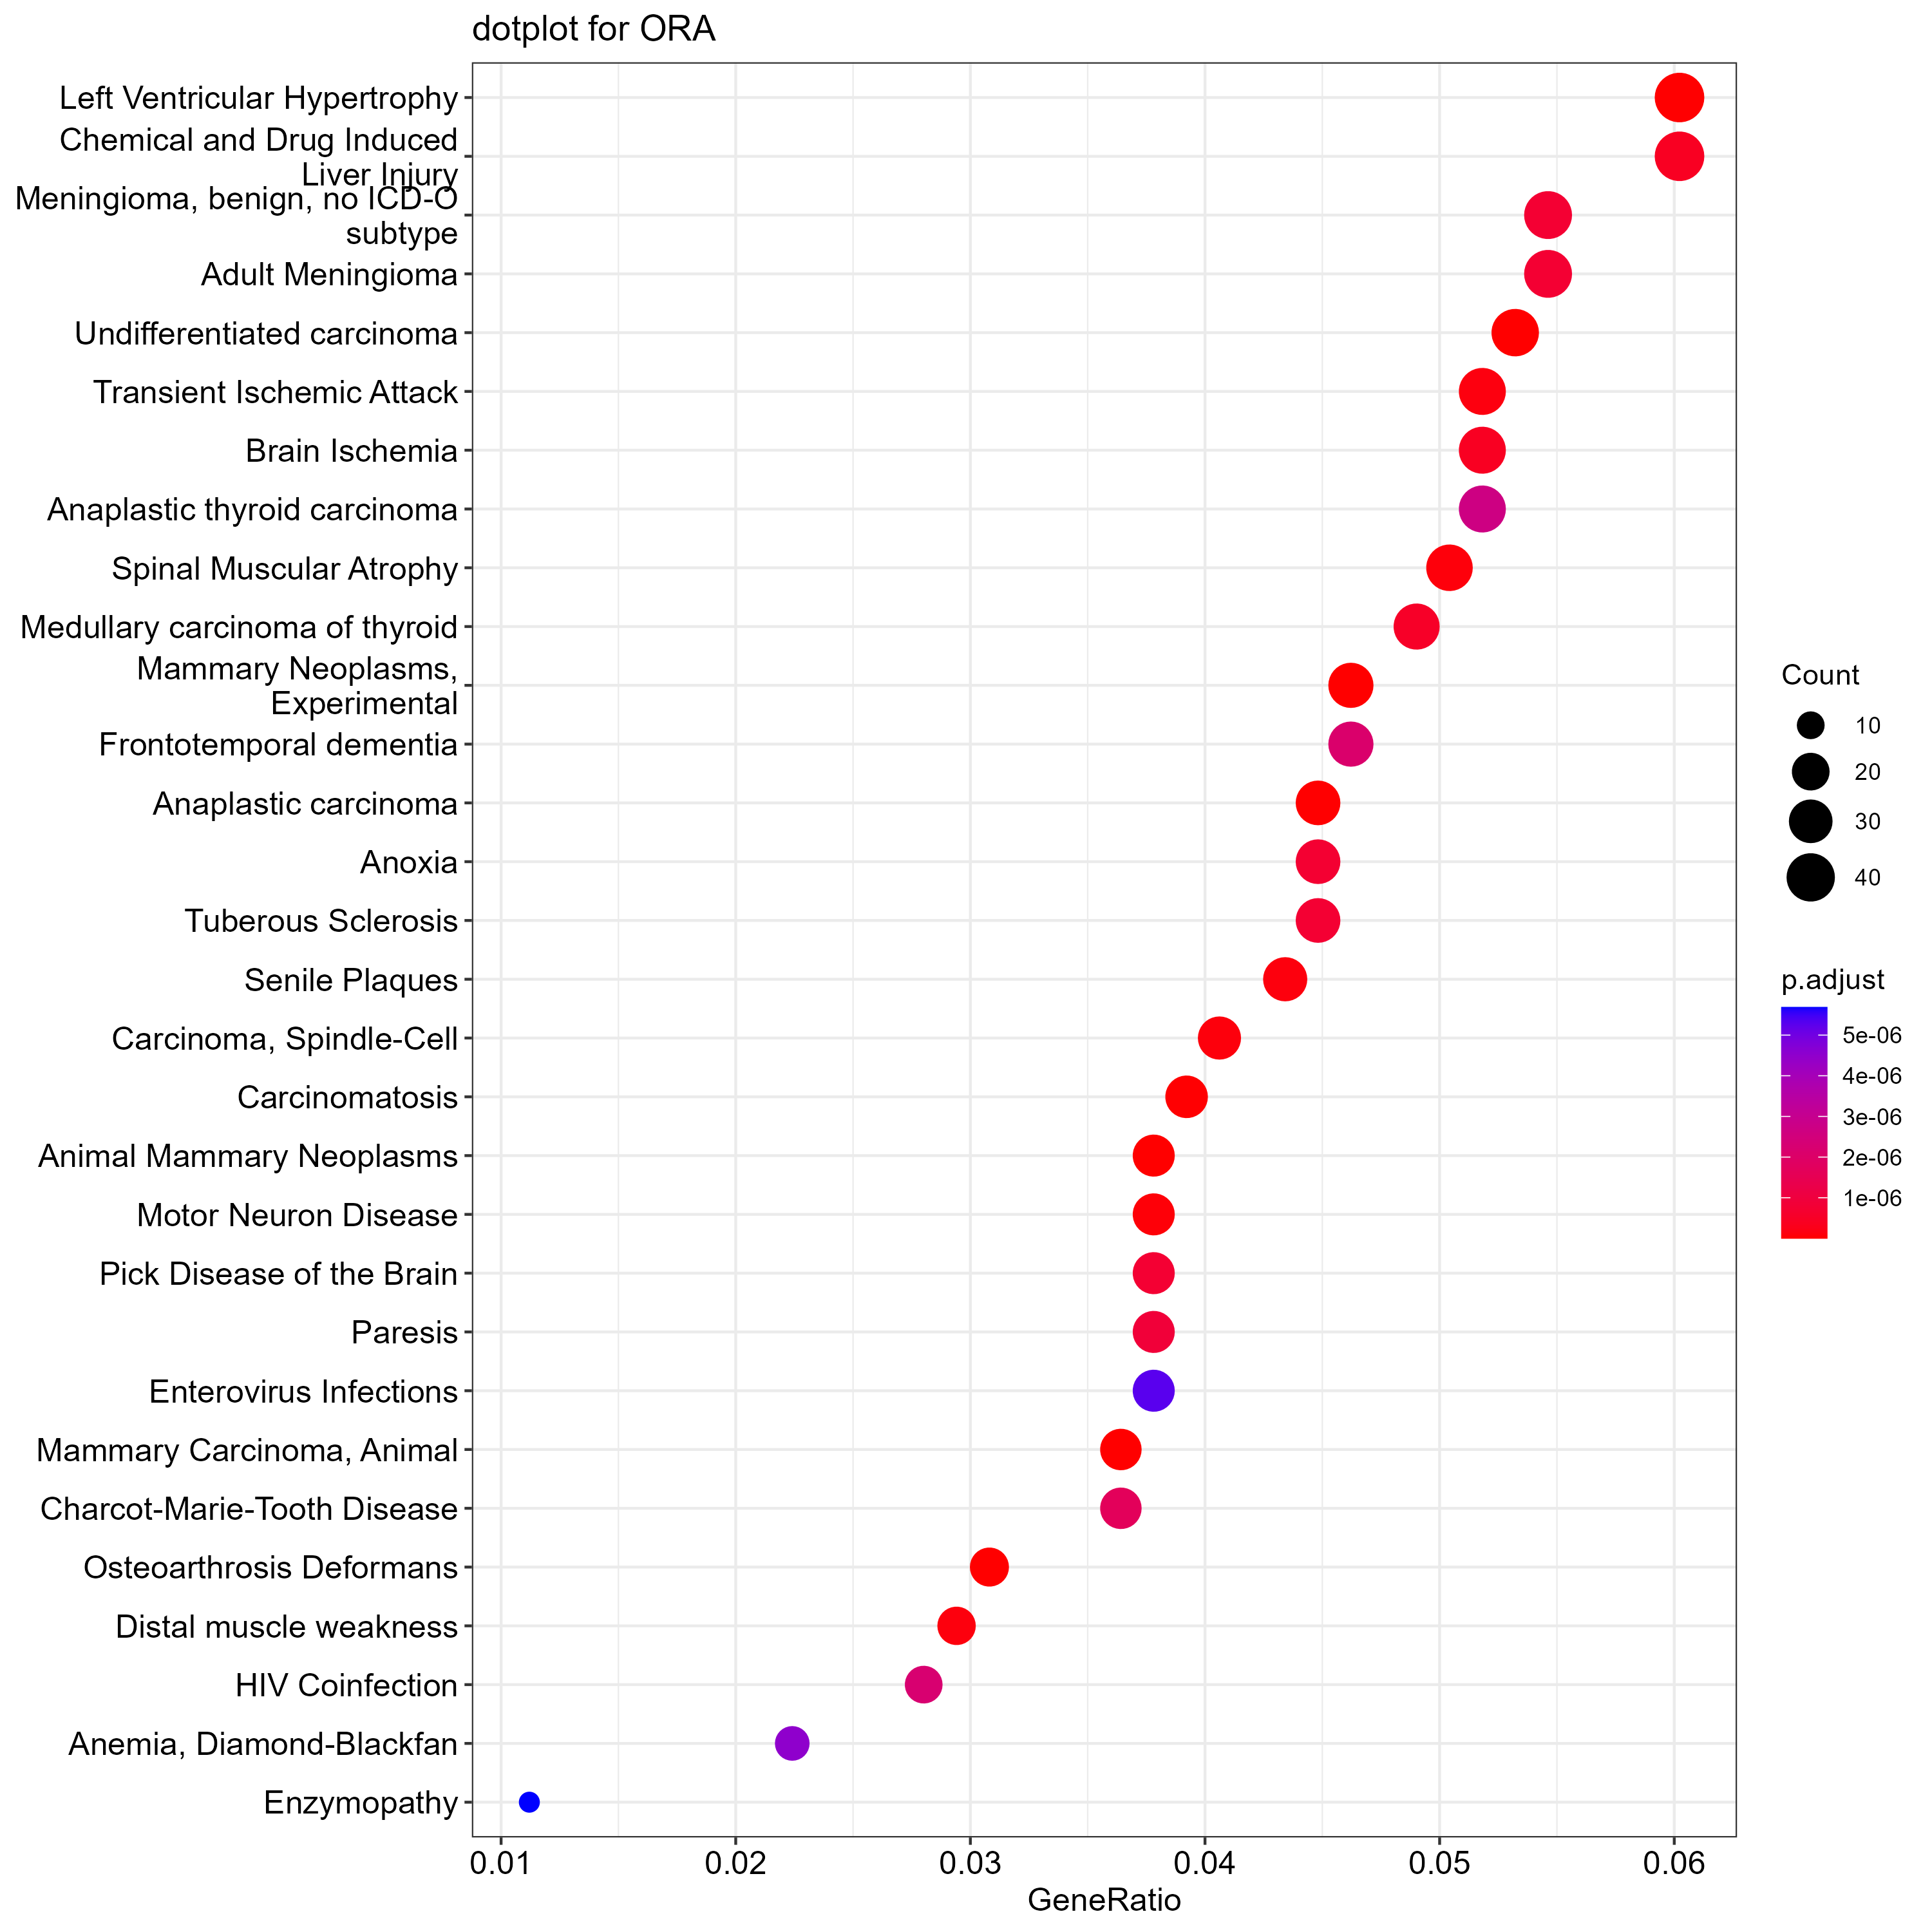 dotplot for ORA
Left Ventricular Hypertrophy
Chemical and Drug Induced
Liver Injury
Meningioma, benign, no ICD-O
subtype
Adult Meningioma
Undifferentiated carcinoma
Transient Ischemic Attack
Brain Ischemia
Anaplastic thyroid carcinoma
Spinal Muscular Atrophy
Medullary carcinoma of thyroid
Mammary Neoplasms,
Experimental
Frontotemporal dementia
Anaplastic carcinoma
Anoxia
Tuberous Sclerosis
Senile Plaques
Carcinoma, Spindle-Cell
Carcinomatosis
Animal Mammary Neoplasms
Motor Neuron Disease
Pick Disease of the Brain
Paresis
Enterovirus Infections
Mammary Carcinoma, Animal
Charcot-Marie-Tooth Disease
Osteoarthrosis Deformans
Distal muscle weakness
HIV Coinfection
Anemia, Diamond-Blackfan
Enzymopathy
0.01 0.02 0.03 0.04 0.05 0.06
GeneRatio
Count
10
20
30
40
p.adjust
5e-06
4e-06
3e-06
2e-06
1e-06